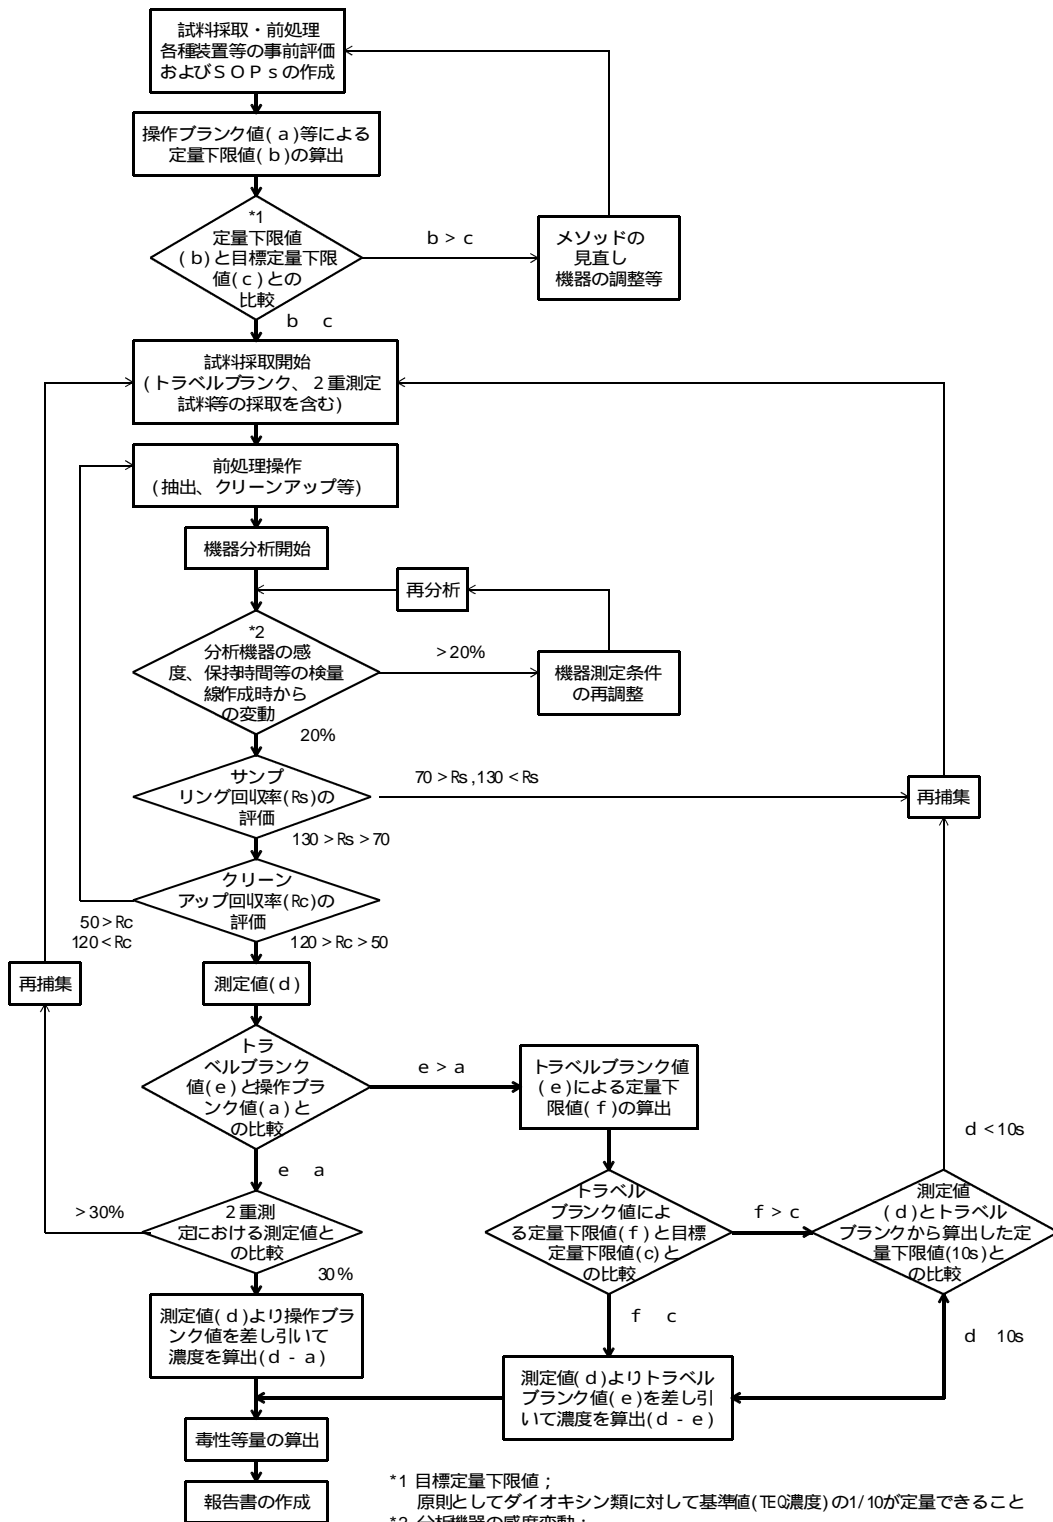 試料採取・前処理
各種装置等の事前評価
およびＳＯＰｓの作成
操作ブランク値(a)等による
定量下限値(b)の算出
*1
定量下限値
(b)と目標定量下限
値(c)との
比較
b > c
メソッドの
見直し
機器の調整等
b c
試料採取開始
(トラベルブランク、2重測定
試料等の採取を含む)
前処理操作
(抽出、クリーンアップ等)
機器分析開始
再分析
*2
分析機器の感
度、保持時間等の検量
線作成時から
の変動
>20%
機器測定条件
の再調整
20%
サンプ
リング回収率(Rs)の
評価
70>Rs,130<Rs
再捕集
130>Rs>70
クリーン
アップ回収率(Rc)の
評価
50>Rc
120<Rc
120>Rc>50
再捕集
測定値(d)
トラ
ベルブランク
値(e)と操作ブラ
ンク値(a)と
の比較
e > a
トラベルブランク値
(e)による定量下
限値(f)の算出
d <10s
e a
>30%
2重測
定における測定値と
の比較
30%
トラベル
ブランク値によ
る定量下限値(f)と目標
定量下限値(c)と
の比較
f > c
測定値
(d)とトラベル
ブランクから算出した定
量下限値(10s)と
の比較
測定値(d)より操作ブラ
ンク値を差し引いて
濃度を算出(d - a)
f c
d 10s
測定値(d)よりトラベル
ブランク値(e)を差し引
いて濃度を算出(d - e)
毒性等量の算出
報告書の作成
*1 目標定量下限値；
原則としてダイオキシン類に対して基準値(TEQ濃度)の1/10が定量できること
*2 分析機器の感度変動；